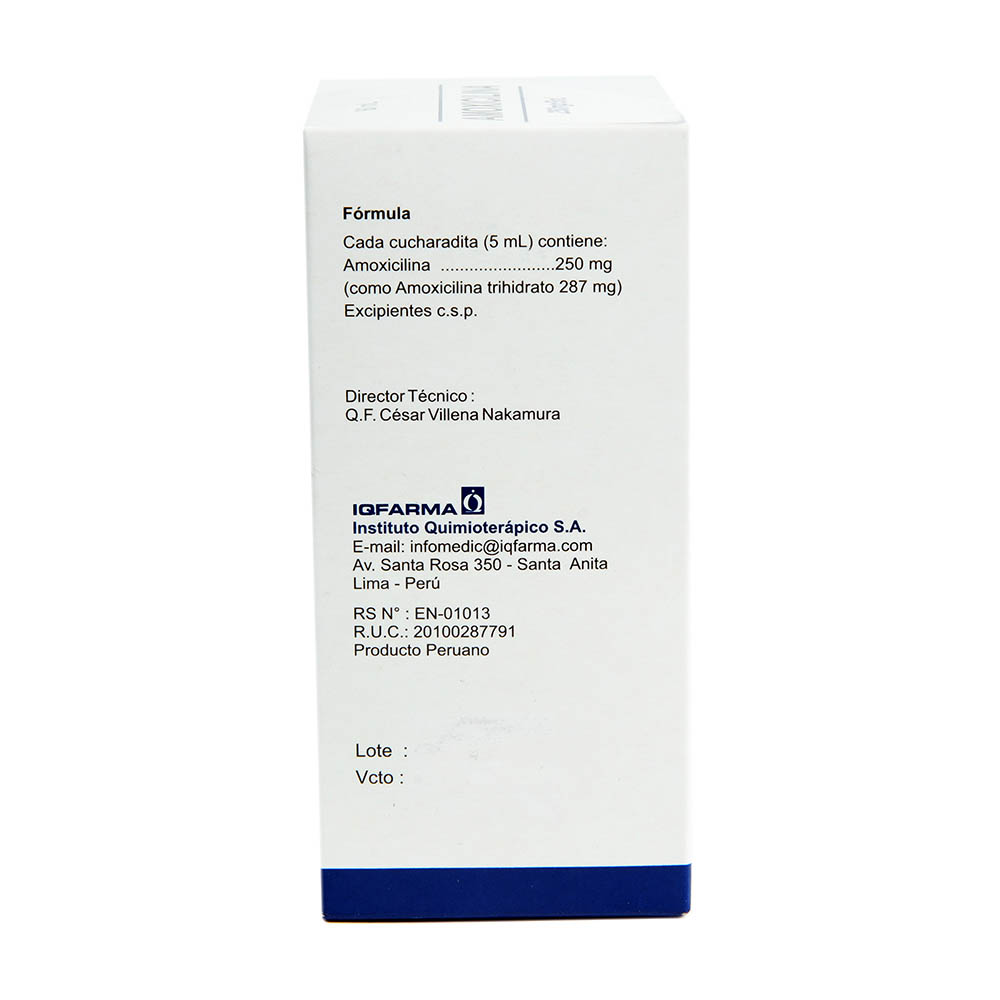 AMOXICILINA
Fórmula
Cada cucharadita (5 mL) contiene:
Amoxicilina ........................250 mg
(como Amoxicilina trihidrato 287 mg)
Excipientes c.s.p.
Director Técnico :
Q.F. César Villena Nakamura
IQFARMA
Instituto Quimioterápico S.A.
E-mail: infomedic@iqfarma.com
Av. Santa Rosa 350 - Santa Anita
Lima - Perú
RS N° : EN-01013
R.U.C.: 20100287791
Producto Peruano
Lote :
Vcto :